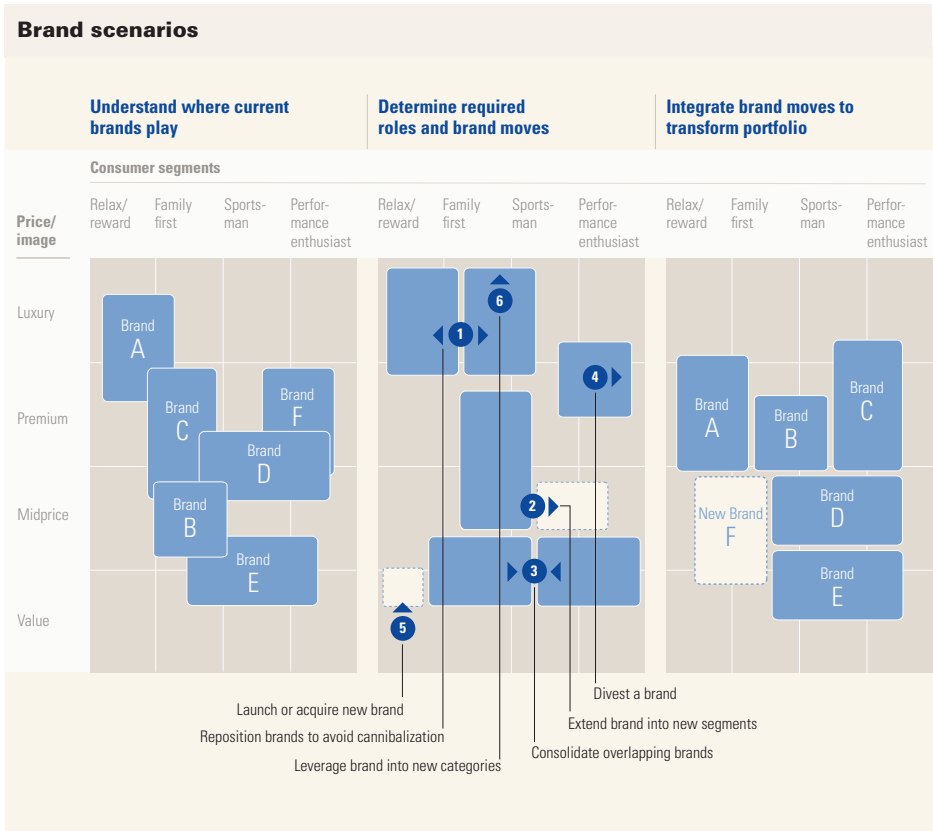 Brand scenarios
Understand where current
brands play
Determine required
roles and brand moves
Integrate brand moves to
transform portfolio
Consumer segments
Price/
image
Relax/
reward
Family
first
Sports-
man
Perfor-
mance
enthusiast
Relax/
reward
Family
first
Sports-
man
Perfor-
mance
enthusiast
Relax/
reward
Family
first
Sports-
man
Perfor-
mance
enthusiast
Luxury
Premium
Midprice
Value
Brand
A
Brand
C
Brand
F
Brand
D
Brand
B
Brand
E
6
1
4
2
3
5
Brand
A
Brand
B
Brand
C
New Brand
F
Brand
D
Brand
E
Divest a brand
Launch or acquire new brand
Extend brand into new segments
Reposition brands to avoid cannibalization
Consolidate overlapping brands
Leverage brand into new categories